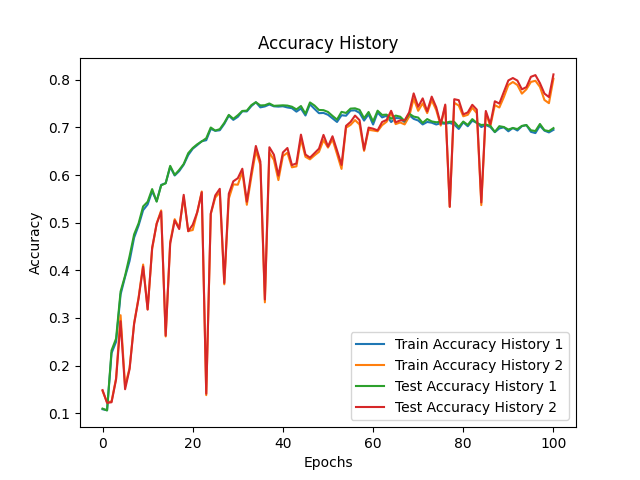 Accuracy History
Accuracy
0.8
0.7
0.6
0.5
0.4
0.3
0.2
0.1
0
20
40
60
80
100
Epochs
Train Accuracy History 1
Train Accuracy History 2
Test Accuracy History 1
Test Accuracy History 2